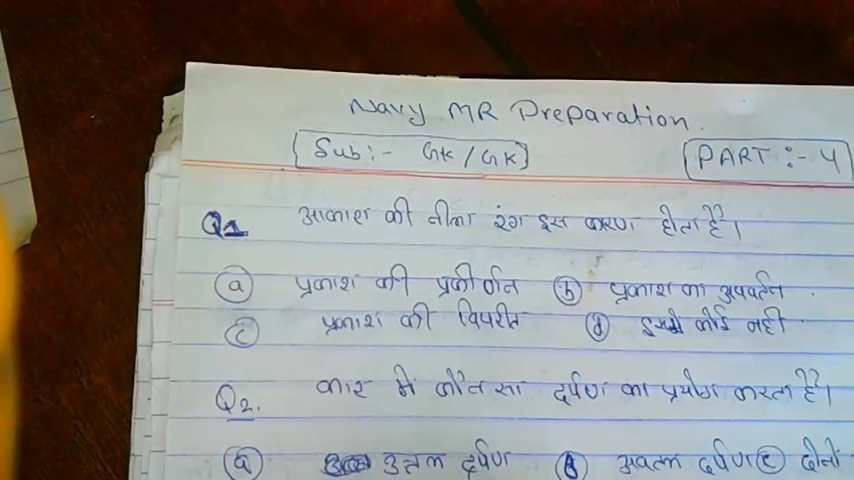 Navy MR Preparation.
Sub:- GK/GK PART:- 4
Q1 आकाश की नीला रंग इस कारण होता है।
(a) प्रकाश की प्रकीर्णन (b) प्रकाश का अपवर्तन.
(c) प्रकाश की विपरीत (d) इसमे कोई नही.
Q2. कार में कौन सा दर्पण का प्रयोग करता है।
(a) उत्तल दर्पण (b) अवतल दर्पण (c) दोनो